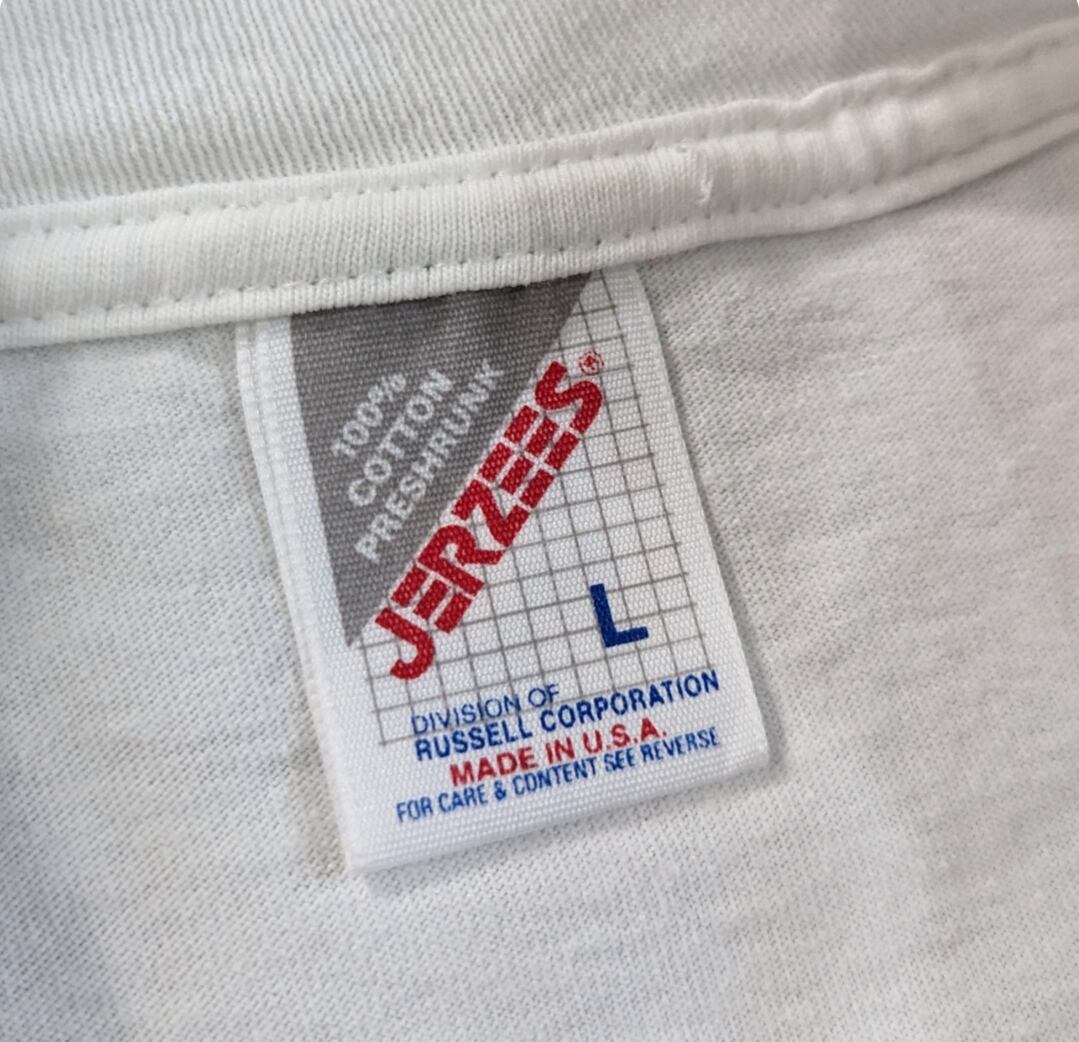 100%
COTTON
PRESHRUNK
JERZEES®
L
DIVISION OF
RUSSELL CORPORATION
MADE IN U.S.A.
FOR CARE & CONTENT SEE REVERSE